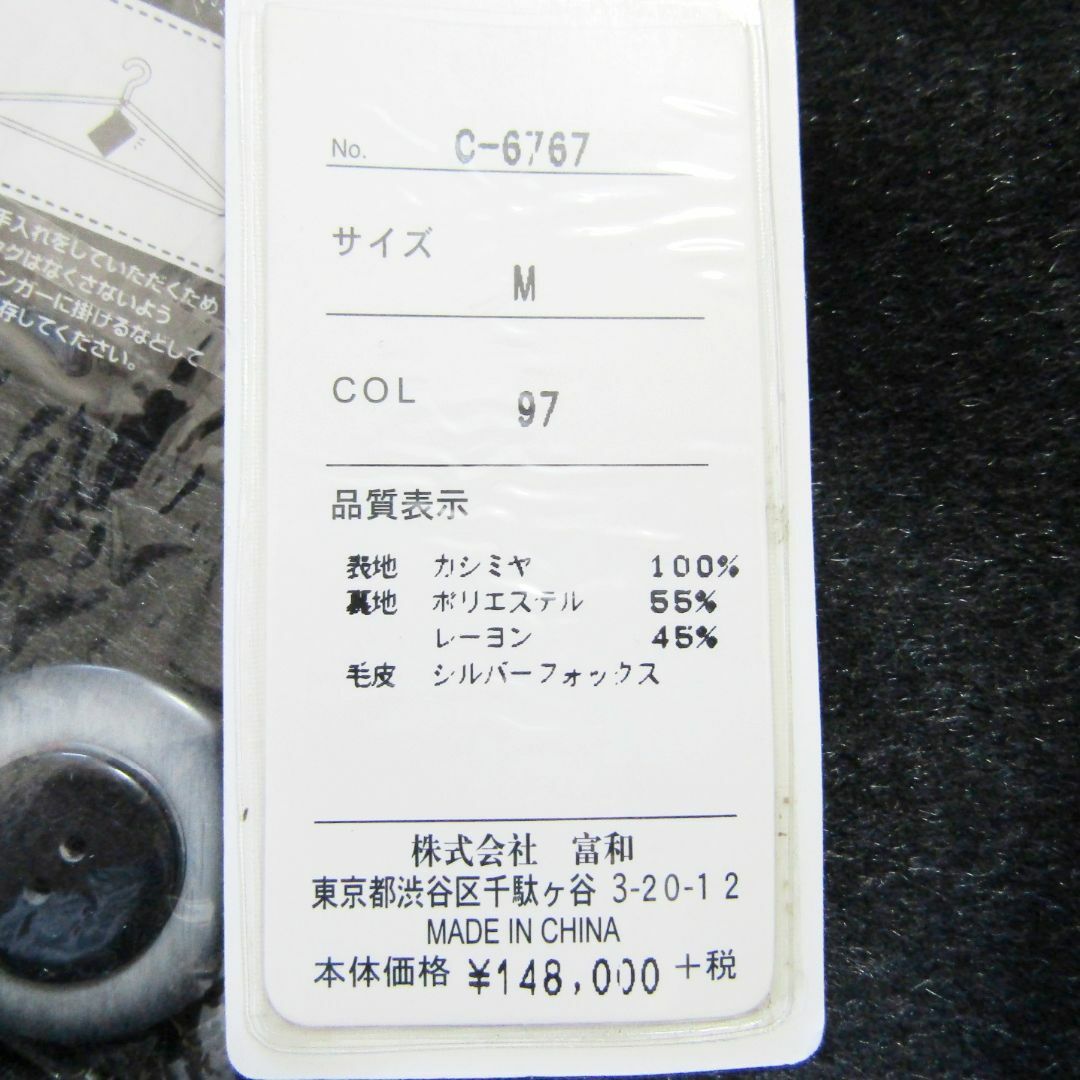 手入れをしていただくため
グはなくさないよう
ンガーに掛けるなどして
存してください。
No. C-6767
サイズ
M
COL 97
品質表示
表地 カシミヤ 100%
裏地 ポリエステル 55%
レーヨン 45%
毛皮 シルバーフォックス
株式会社 富和
東京都渋谷区千駄ヶ谷 3-20-12
MADE IN CHINA
本体価格 ¥148,000 +税